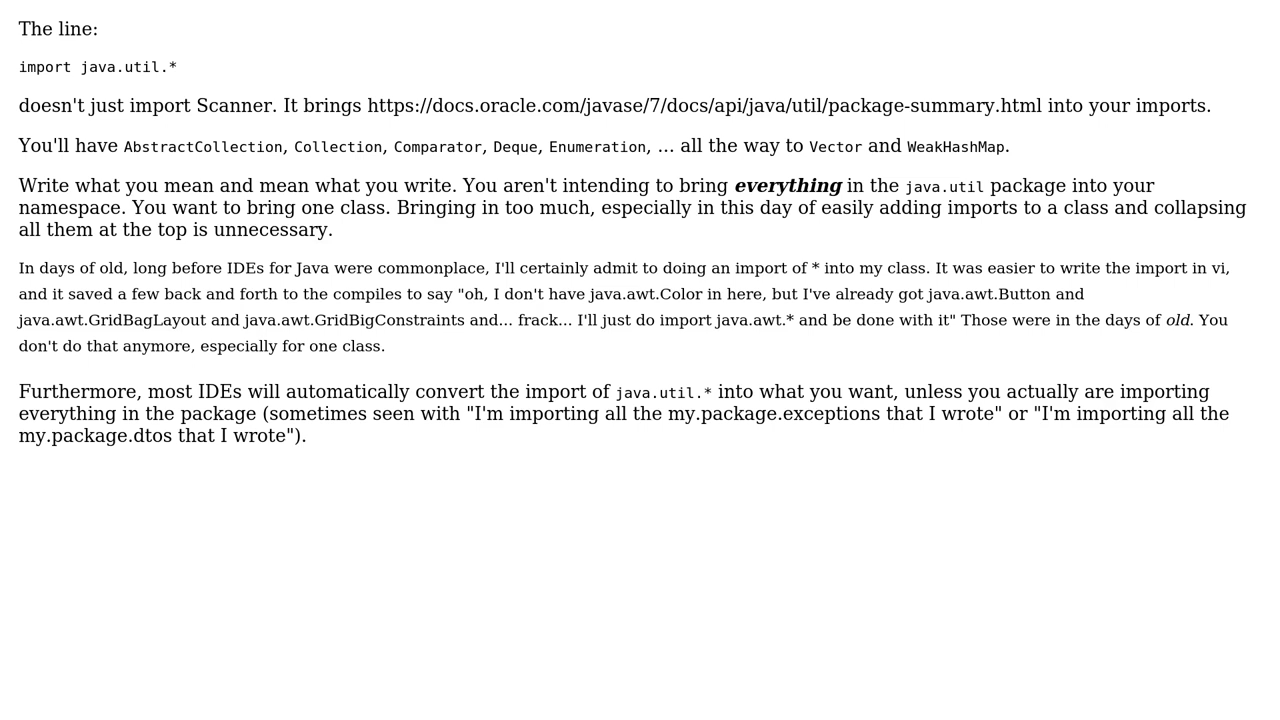 The line:
import java.util.*
doesn't just import Scanner. It brings https://docs.oracle.com/javase/7/docs/api/java/util/package-summary.html into your imports.
You'll have AbstractCollection, Collection, Comparator, Deque, Enumeration, ... all the way to Vector and WeakHashMap.
Write what you mean and mean what you write. You aren't intending to bring everything in the java.util package into your
namespace. You want to bring one class. Bringing in too much, especially in this day of easily adding imports to a class and collapsing
all them at the top is unnecessary.
In days of old, long before IDEs for Java were commonplace, I'll certainly admit to doing an import of * into my class. It was easier to write the import in vi,
and it saved a few back and forth to the compiles to say "oh, I don't have java.awt.Color in here, but I've already got java.awt.Button and
java.awt.GridBagLayout and java.awt.GridBigConstraints and... frack... I'll just do import java.awt.* and be done with it" Those were in the days of old. You
don't do that anymore, especially for one class.
Furthermore, most IDEs will automatically convert the import of java.util.* into what you want, unless you actually are importing
everything in the package (sometimes seen with "I'm importing all the my.package.exceptions that I wrote" or "I'm importing all the
my.package.dtos that I wrote").